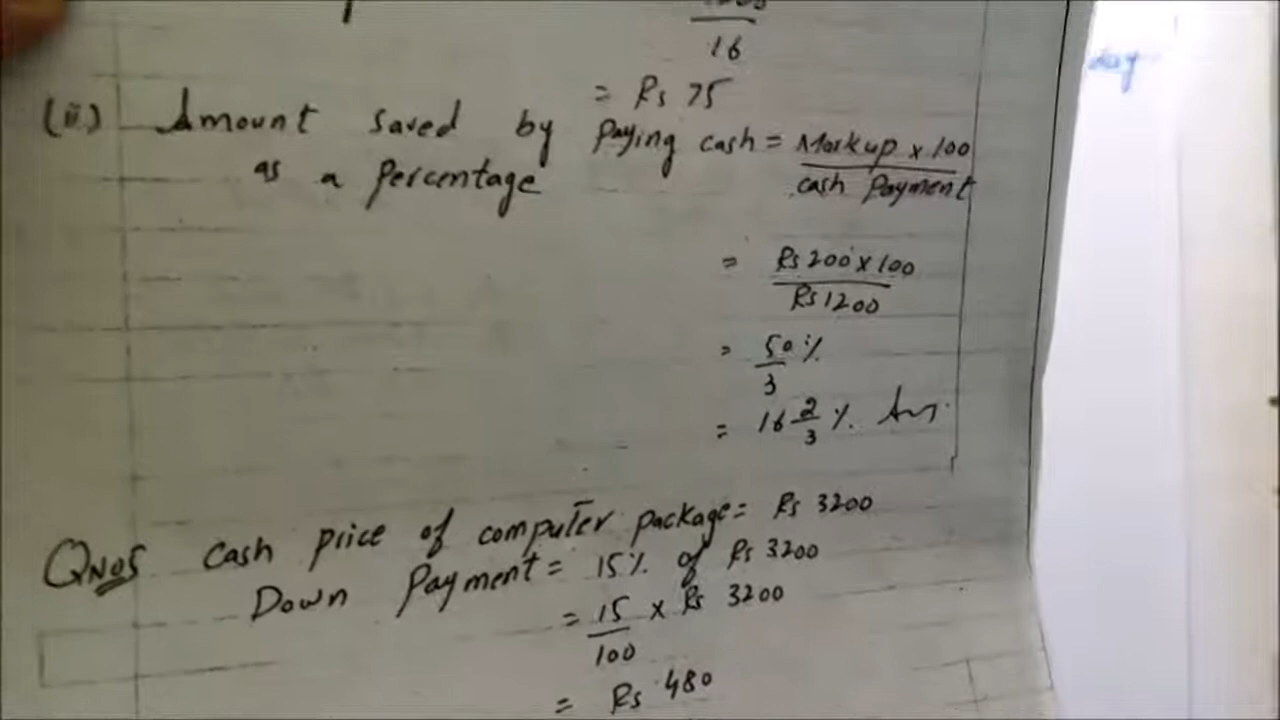 16
= Rs 75
(ii) Amount saved by paying cash = Markup x 100
as a Percentage cash Payment
= Rs 200 x 100
Rs 1200
= 50 %
3
= 16 2/3 %. Ans.
QNo5 Cash price of computer package = Rs 3200
Down Payment = 15% of Rs 3200
= 15 x Rs 3200
100
= Rs 480